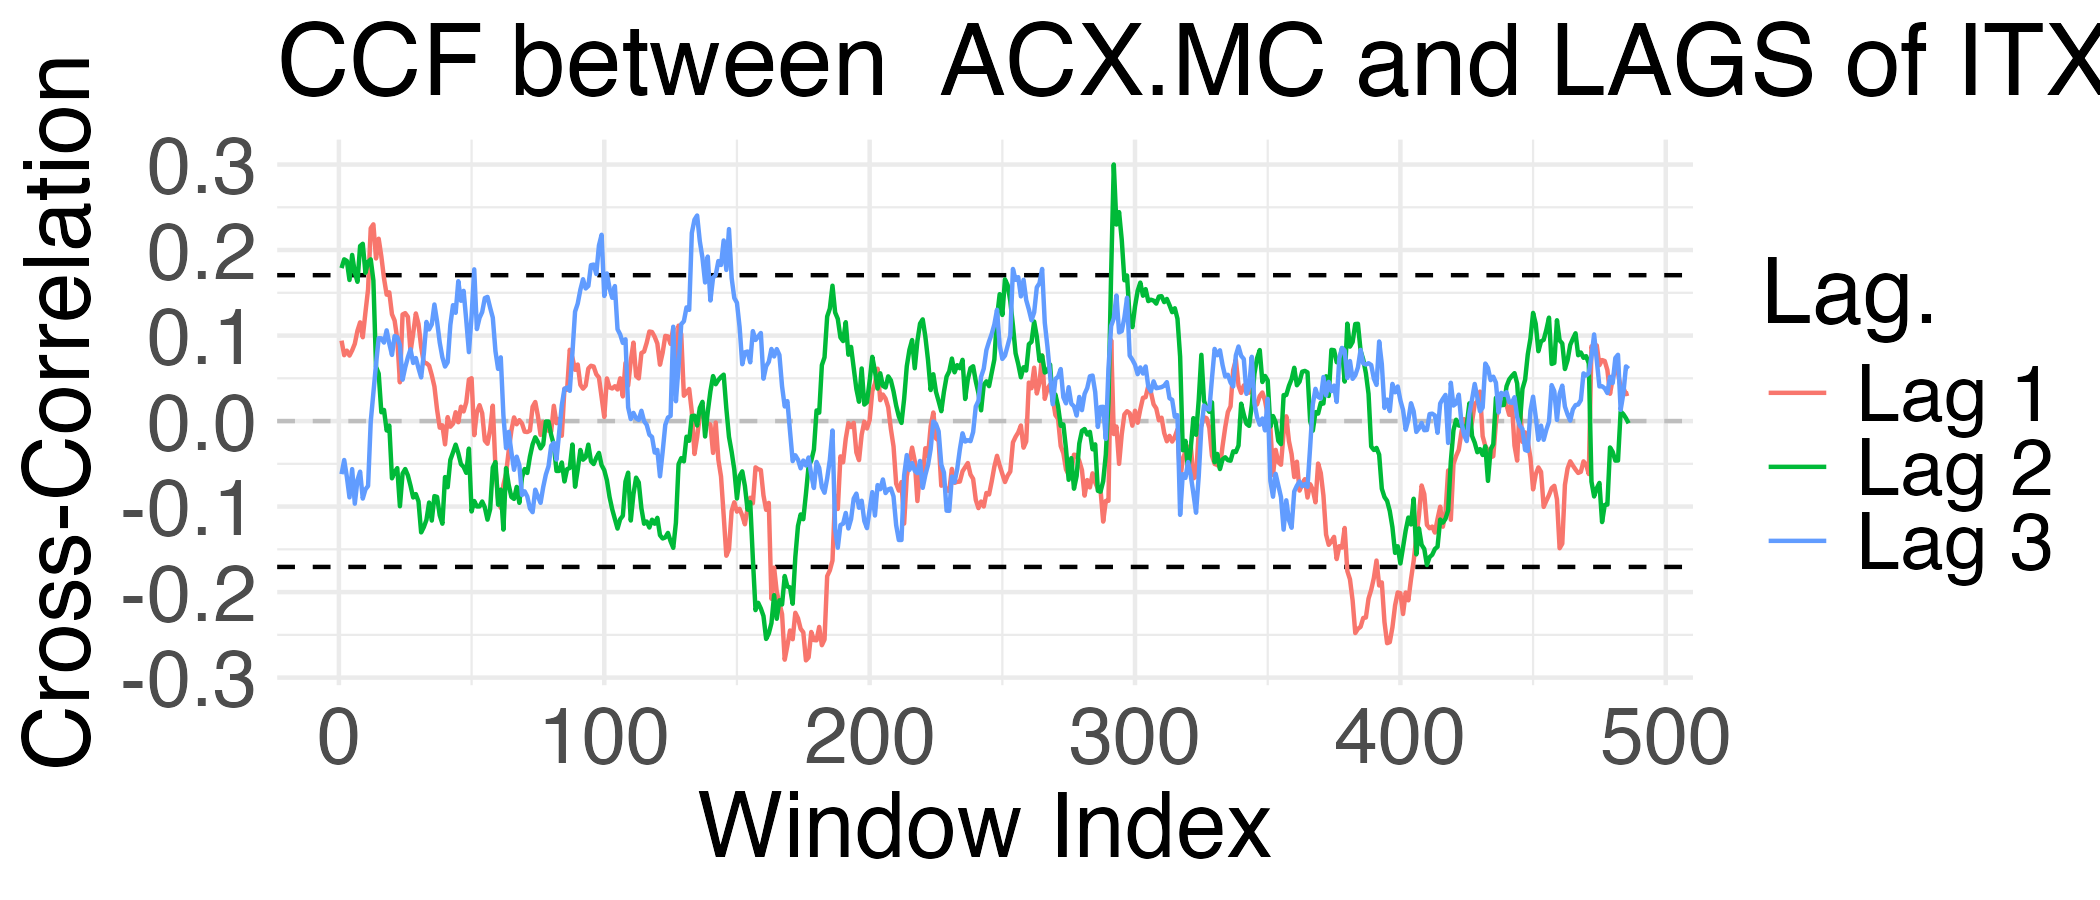 CCF between  ACX.MC and LAGS of ITX
Cross-Correlation
0.3
0.2
0.1
0.0
-0.1
-0.2
-0.3
0 100 200 300 400 500
Window Index
Lag.
Lag 1
Lag 2
Lag 3